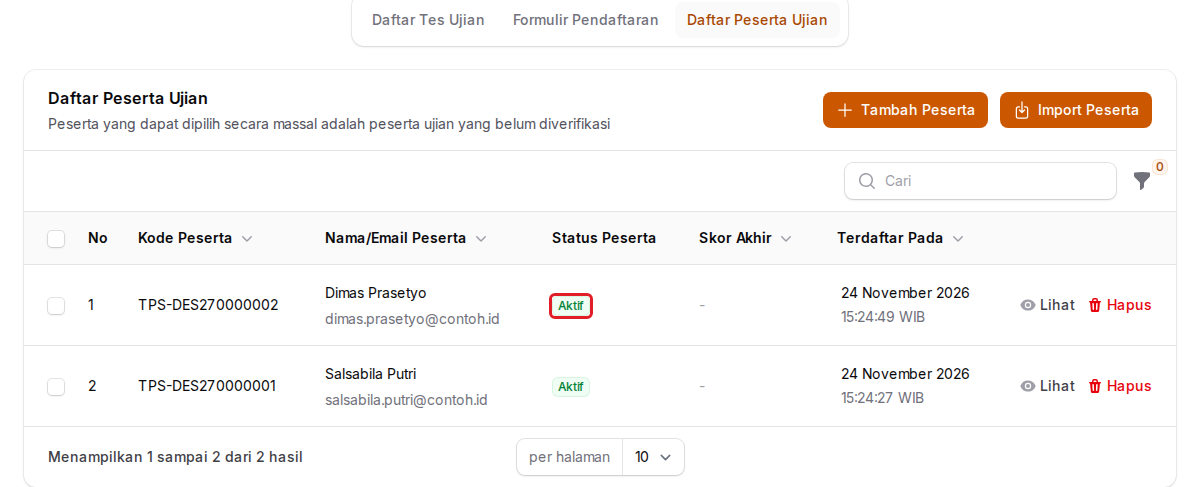 Daftar Tes Ujian Formulir Pendaftaran Daftar Peserta Ujian
Daftar Peserta Ujian
Peserta yang dapat dipilih secara massal adalah peserta ujian yang belum diverifikasi
Tambah Peserta Import Peserta
Cari 0
No Kode Peserta Nama/Email Peserta Status Peserta Skor Akhir Terdaftar Pada
1 TPS-DES270000002 Dimas Prasetyo Aktif - 24 November 2026 Lihat Hapus
dimas.prasetyo@contoh.id 15:24:49 WIB
2 TPS-DES270000001 Salsabila Putri Aktif - 24 November 2026 Lihat Hapus
salsabila.putri@contoh.id 15:24:27 WIB
Menampilkan 1 sampai 2 dari 2 hasil per halaman 10